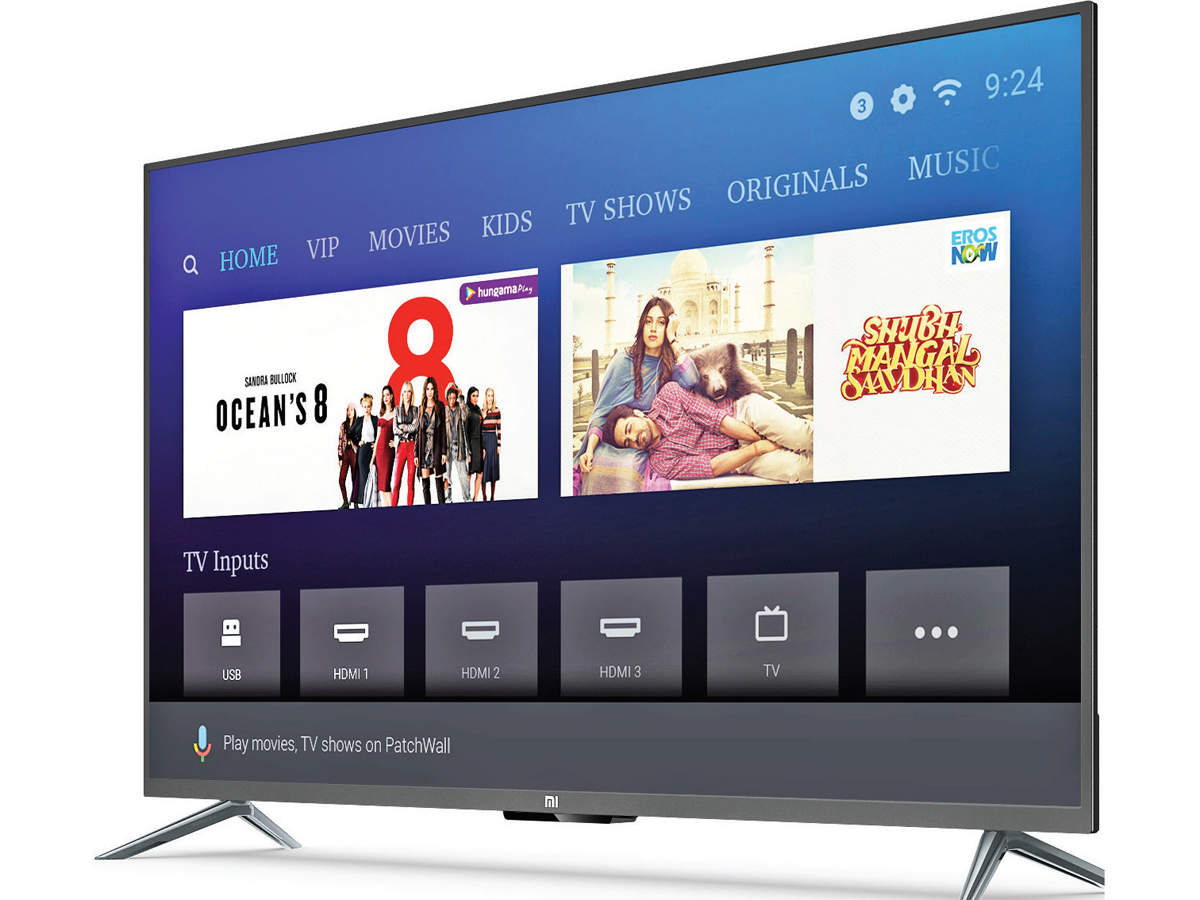 3 9:24
HOME VIP MOVIES KIDS TV SHOWS ORIGINALS MUSIC
hungama Play
8
SANDRA BULLOCK
OCEAN'S 8
EROS
NOW
SHUBH
MANGAL
SAAVDHAN
TV Inputs
USB HDMI 1 HDMI 2 HDMI 3 TV
Play movies, TV shows on PatchWall
MI